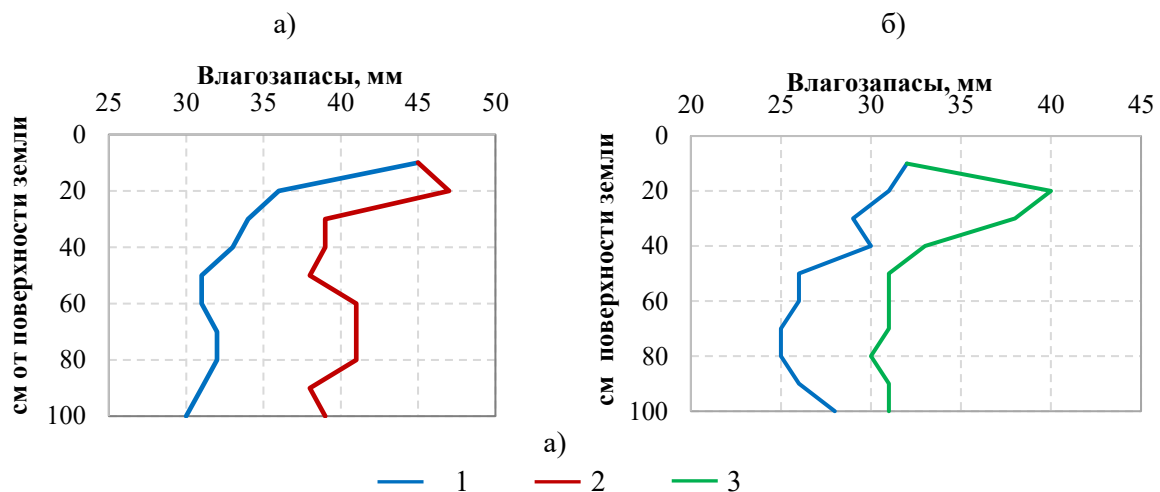 а)
б)
Влагозапасы, мм
Влагозапасы, мм
25 30 35 40 45 50
20 25 30 35 40 45
см от поверхности земли
0
20
40
60
80
100
см поверхности земли
0
20
40
60
80
100
а)
1 2 3